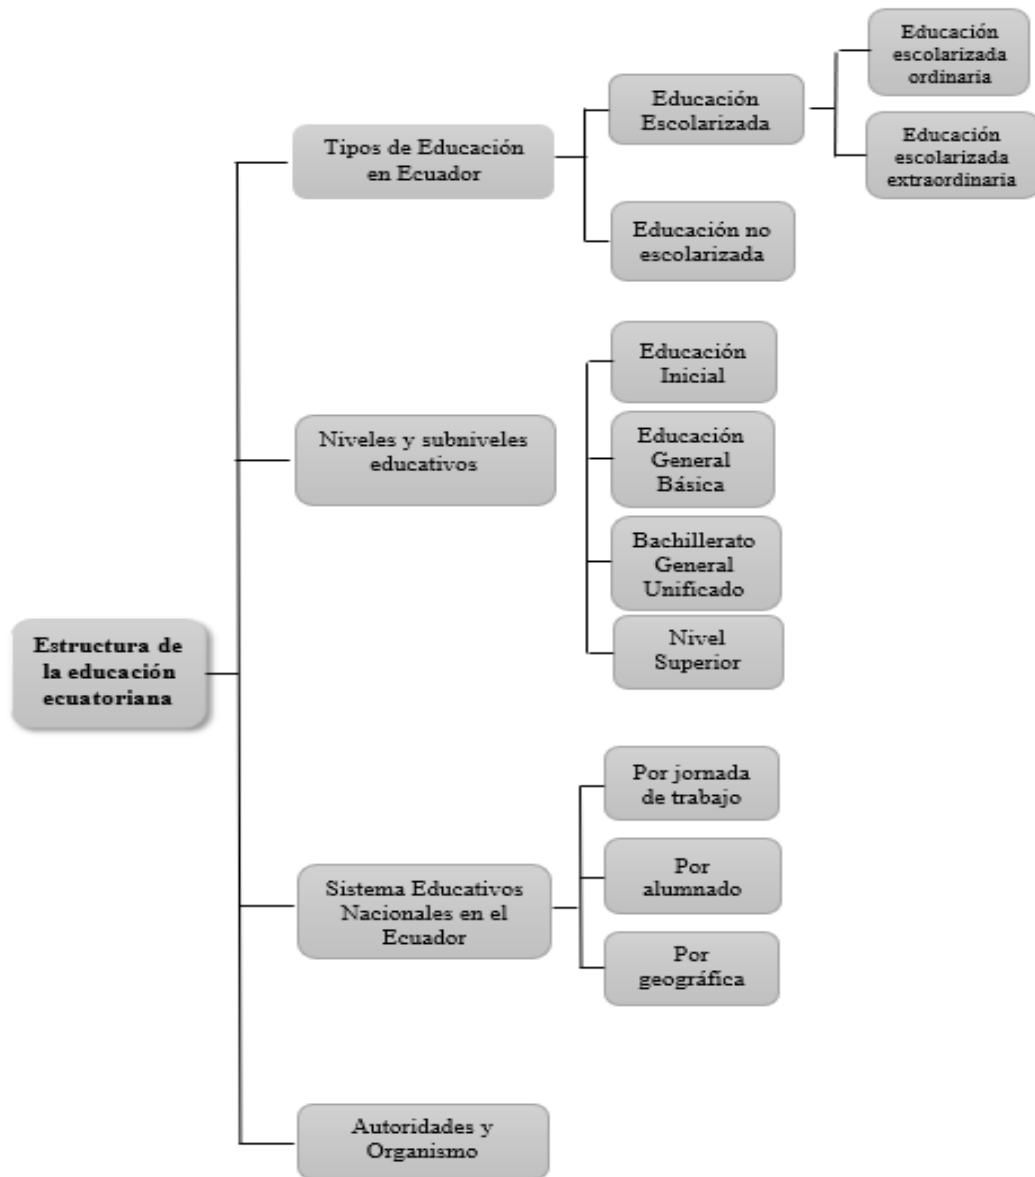 Estructura de
la educación
ecuatoriana
Tipos de Educación
en Ecuador
Educación
Escolarizada
Educación
escolarizada
ordinaria
Educación
escolarizada
extraordinaria
Educación no
escolarizada
Niveles y subniveles
educativos
Educación
Inicial
Educación
General
Básica
Bachillerato
General
Unificado
Nivel
Superior
Sistema Educativos
Nacionales en el
Ecuador
Por jornada
de trabajo
Por
alumnado
Por
geográfica
Autoridades y
Organismo